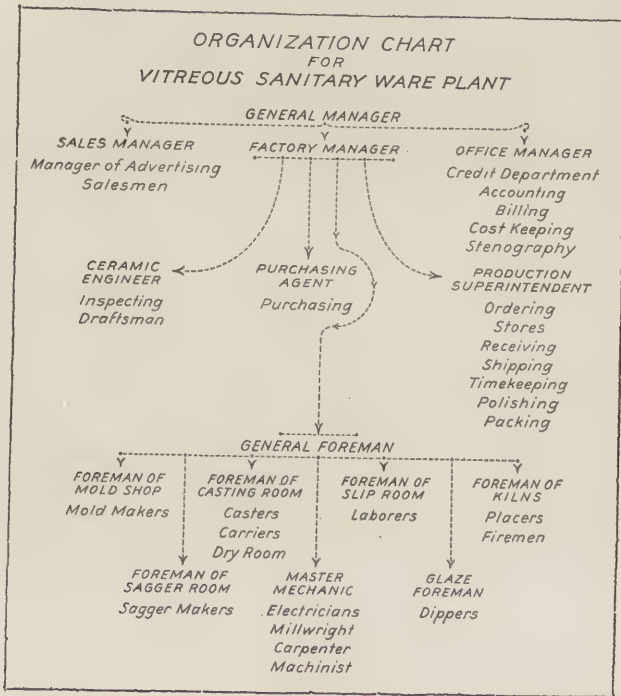 ORGANIZATION CHART
FOR
VITREOUS SANITARY WARE PLANT
GENERAL MANAGER
SALES MANAGER
Manager of Advertising
Salesmen
FACTORY MANAGER
OFFICE MANAGER
Credit Department
Accounting
Billing
Cost Keeping
Stenography
CERAMIC
ENGINEER
Inspecting
Draftsman
PURCHASING
AGENT
Purchasing
PRODUCTION
SUPERINTENDENT
Ordering
Stores
Receiving
Shipping
Timekeeping
Polishing
Packing
GENERAL FOREMAN
FOREMAN OF
MOLD SHOP
Mold Makers
FOREMAN OF
CASTING ROOM
Casters
Carriers
Dry Room
FOREMAN OF
SLIP ROOM
Laborers
FOREMAN OF
KILNS
Placers
Firemen
FOREMAN OF
SAGGER ROOM
Sagger Makers
MASTER
MECHANIC
Electricians
Millwright
Carpenter
Machinist
GLAZE
FOREMAN
Dippers